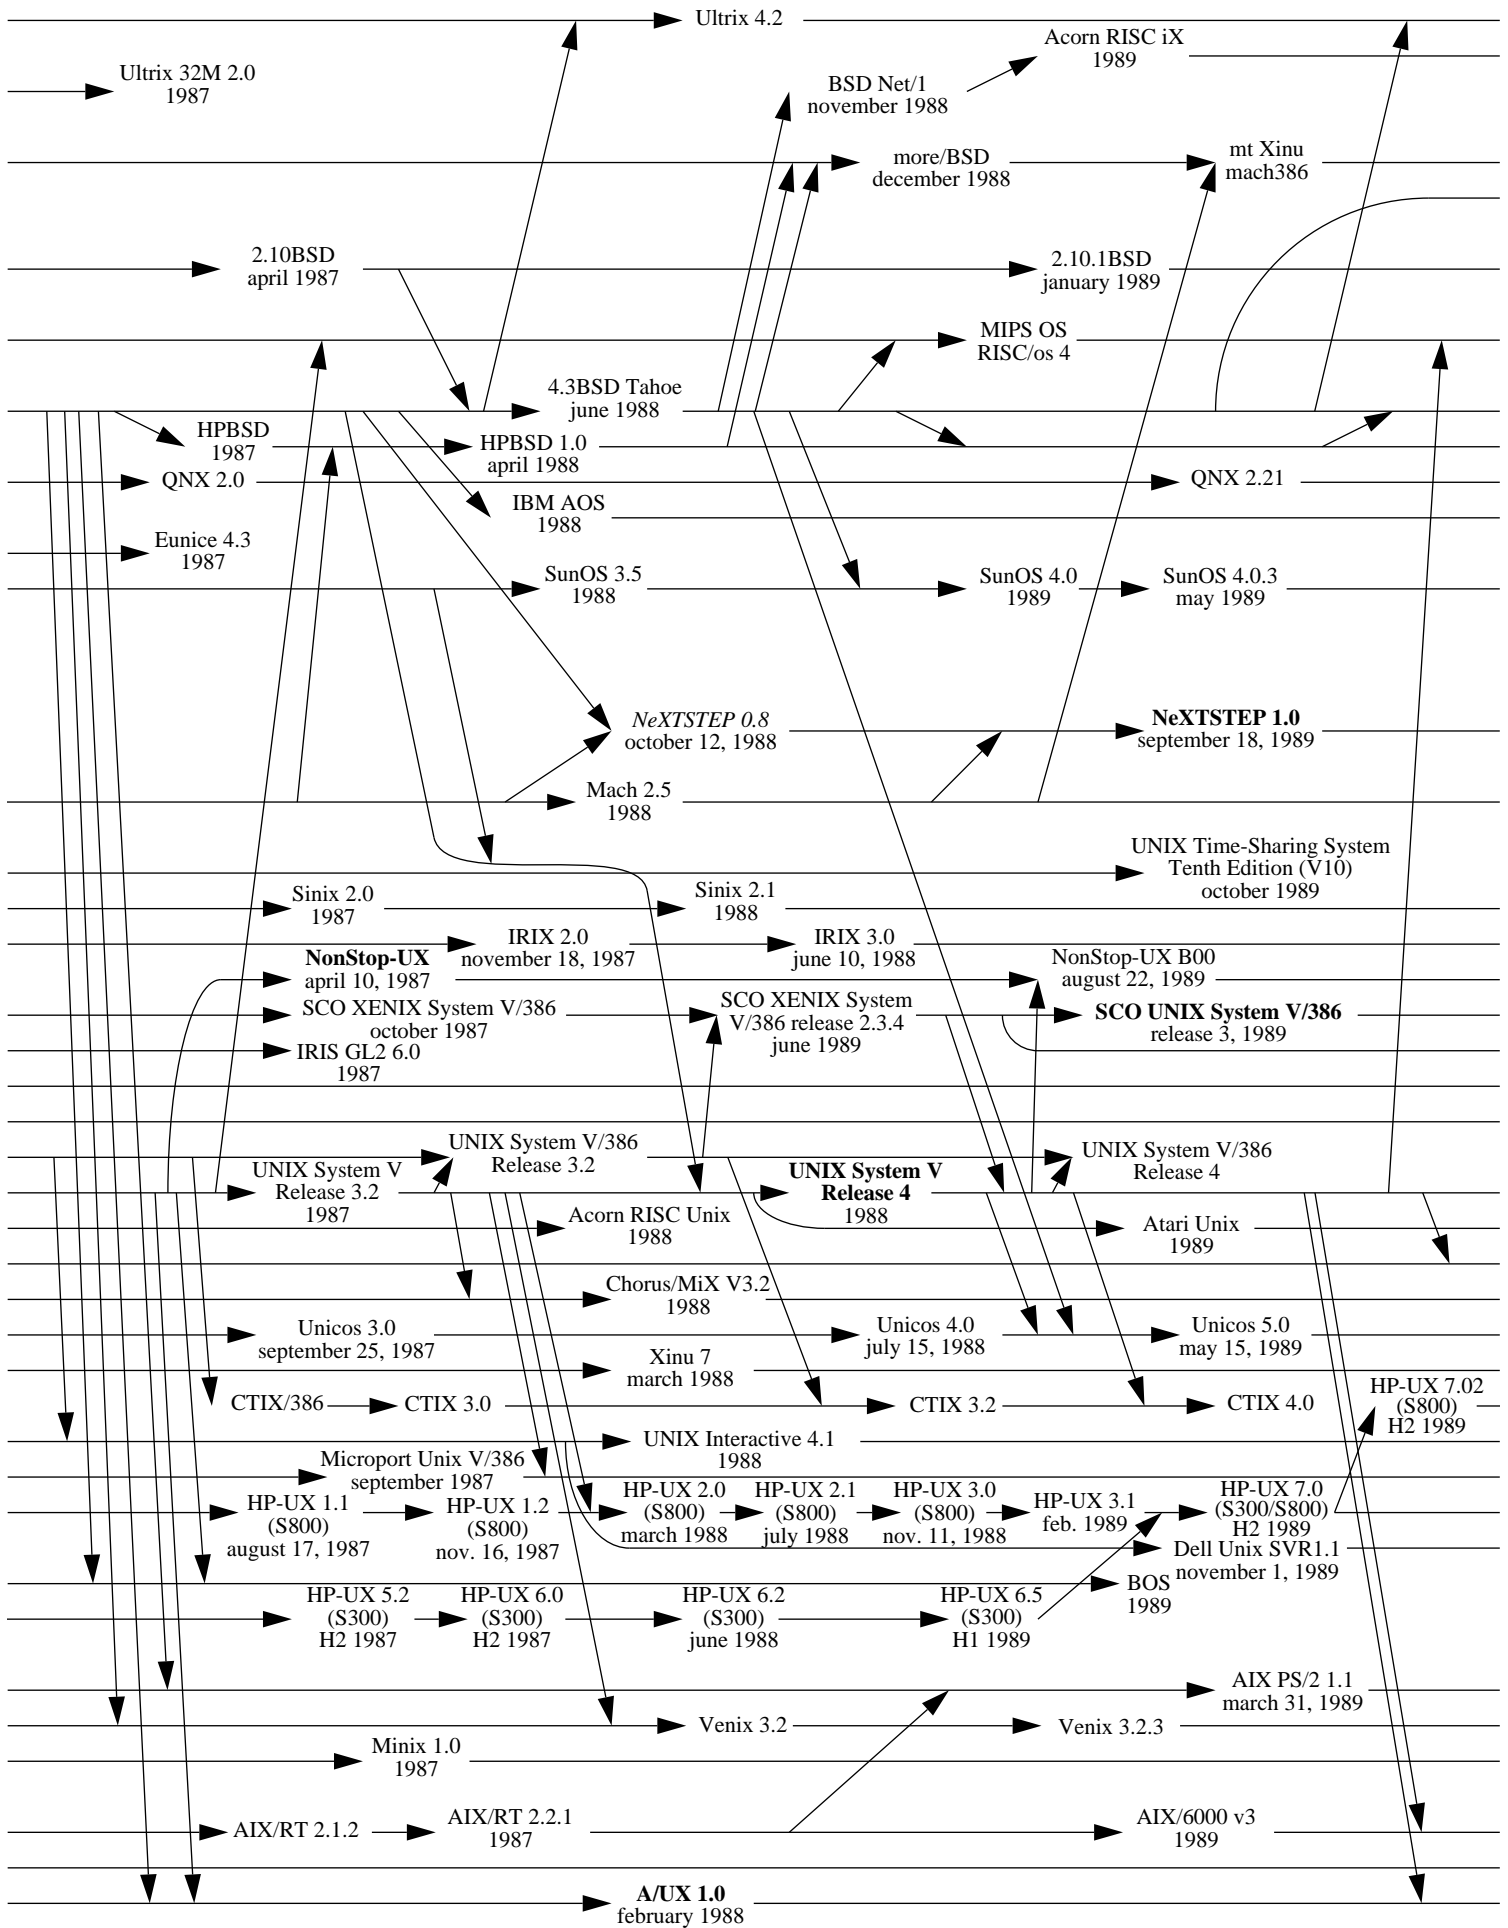 Ultrix 4.2
Acorn RISC iX
1989
Ultrix 32M 2.0
1987
BSD Net/1
november 1988
more/BSD
december 1988
mt Xinu
mach386
2.10BSD
april 1987
2.10.1BSD
january 1989
MIPS OS
RISC/os 4
4.3BSD Tahoe
june 1988
HPBSD
1987
HPBSD 1.0
april 1988
QNX 2.0
QNX 2.21
IBM AOS
1988
Eunice 4.3
1987
SunOS 3.5
1988
SunOS 4.0
1989
SunOS 4.0.3
may 1989
NeXTSTEP 0.8
october 12, 1988
NeXTSTEP 1.0
september 18, 1989
Mach 2.5
1988
UNIX Time-Sharing System
Tenth Edition (V10)
october 1989
Sinix 2.0
1987
Sinix 2.1
1988
IRIX 2.0
november 18, 1987
IRIX 3.0
june 10, 1988
NonStop-UX
april 10, 1987
NonStop-UX B00
august 22, 1989
SCO XENIX System V/386
october 1987
SCO XENIX System
V/386 release 2.3.4
june 1989
SCO UNIX System V/386
release 3, 1989
IRIS GL2 6.0
1987
UNIX System V/386
Release 3.2
UNIX System V/386
Release 4
UNIX System V
Release 3.2
1987
UNIX System V
Release 4
1988
Acorn RISC Unix
1988
Atari Unix
1989
Chorus/MiX V3.2
1988
Unicos 3.0
september 25, 1987
Unicos 4.0
july 15, 1988
Unicos 5.0
may 15, 1989
Xinu 7
march 1988
CTIX/386
CTIX 3.0
CTIX 3.2
CTIX 4.0
HP-UX 7.02
(S800)
H2 1989
UNIX Interactive 4.1
1988
Microport Unix V/386
september 1987
HP-UX 1.1
(S800)
august 17, 1987
HP-UX 1.2
(S800)
nov. 16, 1987
HP-UX 2.0
(S800)
march 1988
HP-UX 2.1
(S800)
july 1988
HP-UX 3.0
(S800)
nov. 11, 1988
HP-UX 3.1
feb. 1989
HP-UX 7.0
(S300/S800)
H2 1989
Dell Unix SVR1.1
november 1, 1989
BOS
1989
HP-UX 5.2
(S300)
H2 1987
HP-UX 6.0
(S300)
H2 1987
HP-UX 6.2
(S300)
june 1988
HP-UX 6.5
(S300)
H1 1989
AIX PS/2 1.1
march 31, 1989
Venix 3.2
Venix 3.2.3
Minix 1.0
1987
AIX/RT 2.1.2
AIX/RT 2.2.1
1987
AIX/6000 v3
1989
A/UX 1.0
february 1988